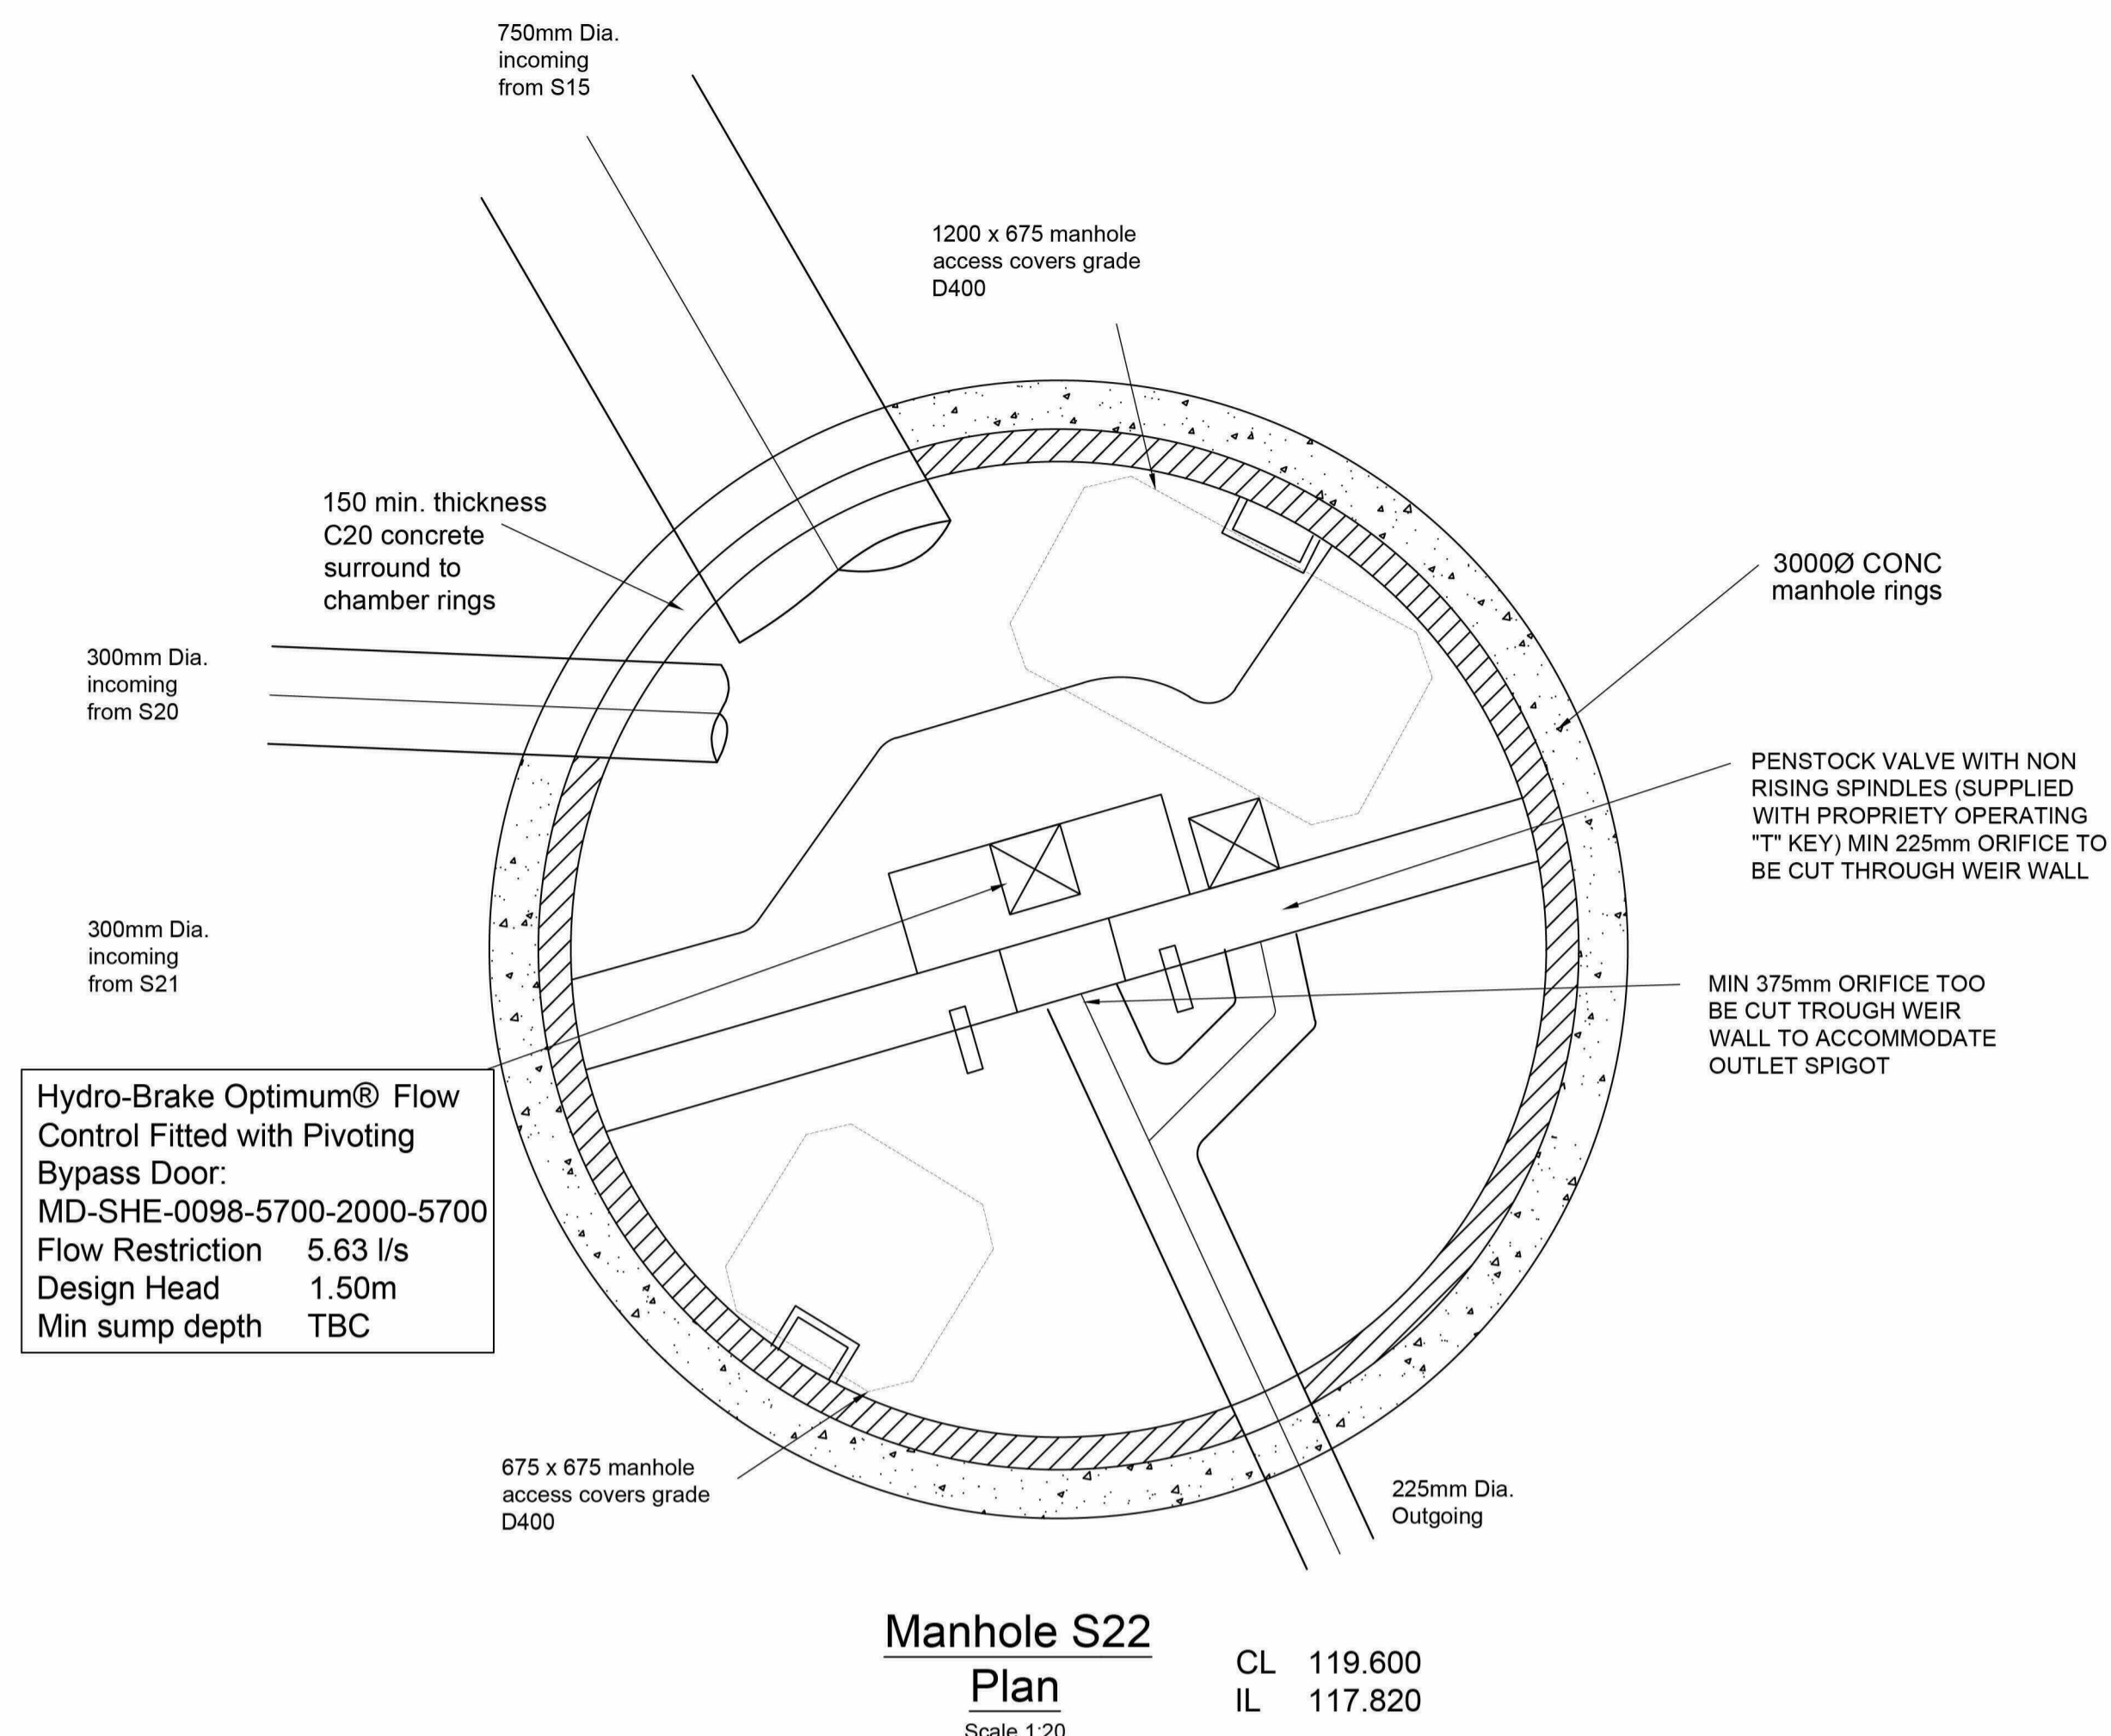 750mm Dia.
incoming
from S15
1200 x 675 manhole
access covers grade
D400
150 min. thickness
C20 concrete
surround to
chamber rings
3000Ø CONC
manhole rings
300mm Dia.
incoming
from S20
PENSTOCK VALVE WITH NON
RISING SPINDLES (SUPPLIED
WITH PROPRIETY OPERATING
"T" KEY) MIN 225mm ORIFICE TO
BE CUT THROUGH WEIR WALL
300mm Dia.
incoming
from S21
MIN 375mm ORIFICE TOO
BE CUT TROUGH WEIR
WALL TO ACCOMMODATE
OUTLET SPIGOT
Hydro-Brake Optimum® Flow
Control Fitted with Pivoting
Bypass Door:
MD-SHE-0098-5700-2000-5700
Flow Restriction 5.63 l/s
Design Head 1.50m
Min sump depth TBC
675 x 675 manhole
access covers grade
D400
225mm Dia.
Outgoing
Manhole S22
Plan
Scale 1:20
CL 119.600
IL 117.820